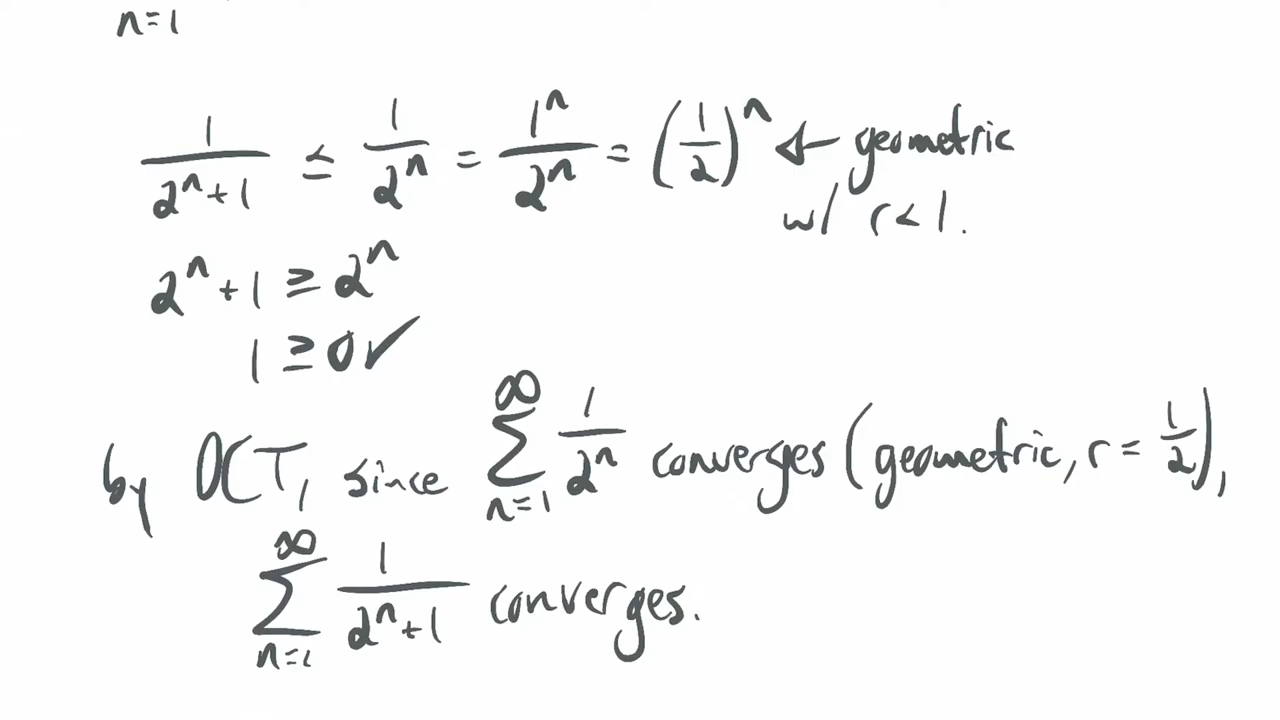 n=1
1/(2^n+1) ≤ 1/2^n = 1^n/2^n = (1/2)^n ← geometric
w/ r<1.
2^n+1 ≥ 2^n
1 ≥ 0 ✓
by DCT, since ∑_{n=1}^{∞} 1/2^n converges (geometric, r = 1/2),
∑_{n=1}^{∞} 1/(2^n+1) converges.